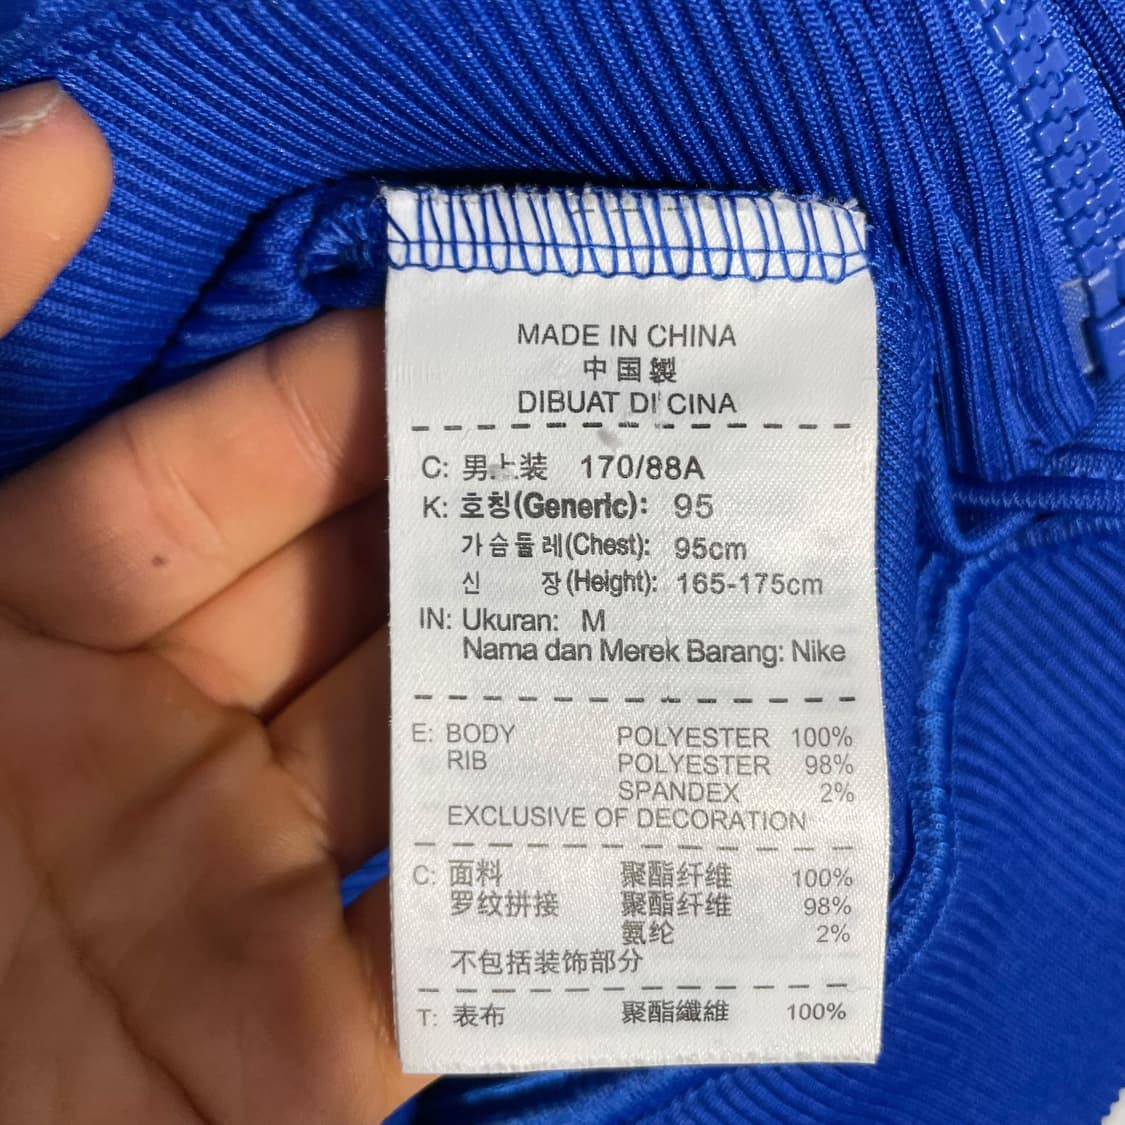 MADE IN CHINA
中国製
DIBUAT DI CINA
C: 男上装 170/88A
K: 호칭(Generic): 95
가슴둘레(Chest): 95cm
신 장(Height): 165-175cm
IN: Ukuran: M
Nama dan Merek Barang: Nike
E: BODY POLYESTER 100%
RIB POLYESTER 98%
SPANDEX 2%
EXCLUSIVE OF DECORATION
C: 面料 聚酯纤维 100%
罗纹拼接 聚酯纤维 98%
氨纶 2%
不包括装饰部分
T: 表布 聚酯纖維 100%